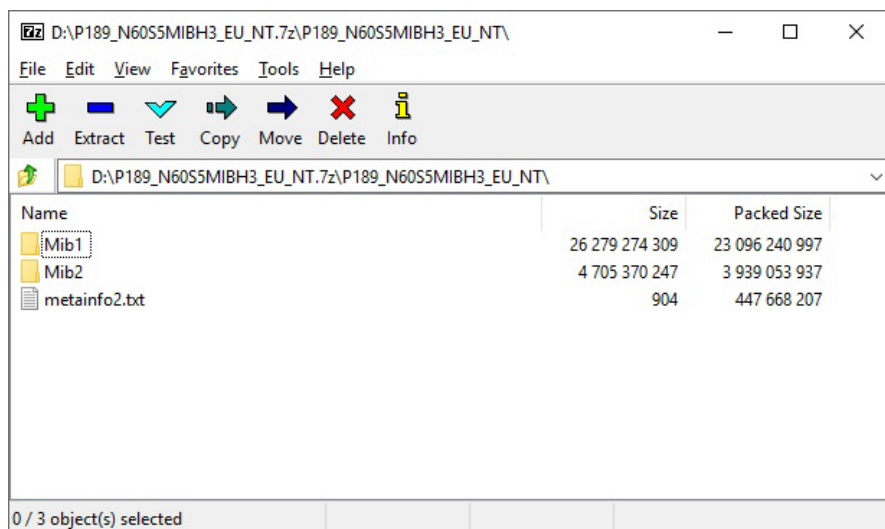 D:\P189_N60S5MIBH3_EU_NT.7z\P189_N60S5MIBH3_EU_NT\
File Edit View Favorites Tools Help
Add Extract Test Copy Move Delete Info
D:\P189_N60S5MIBH3_EU_NT.7z\P189_N60S5MIBH3_EU_NT\
Name Size Packed Size
Mib1 26 279 274 309 23 096 240 997
Mib2 4 705 370 247 3 939 053 937
metainfo2.txt 904 447 668 207
0 / 3 object(s) selected